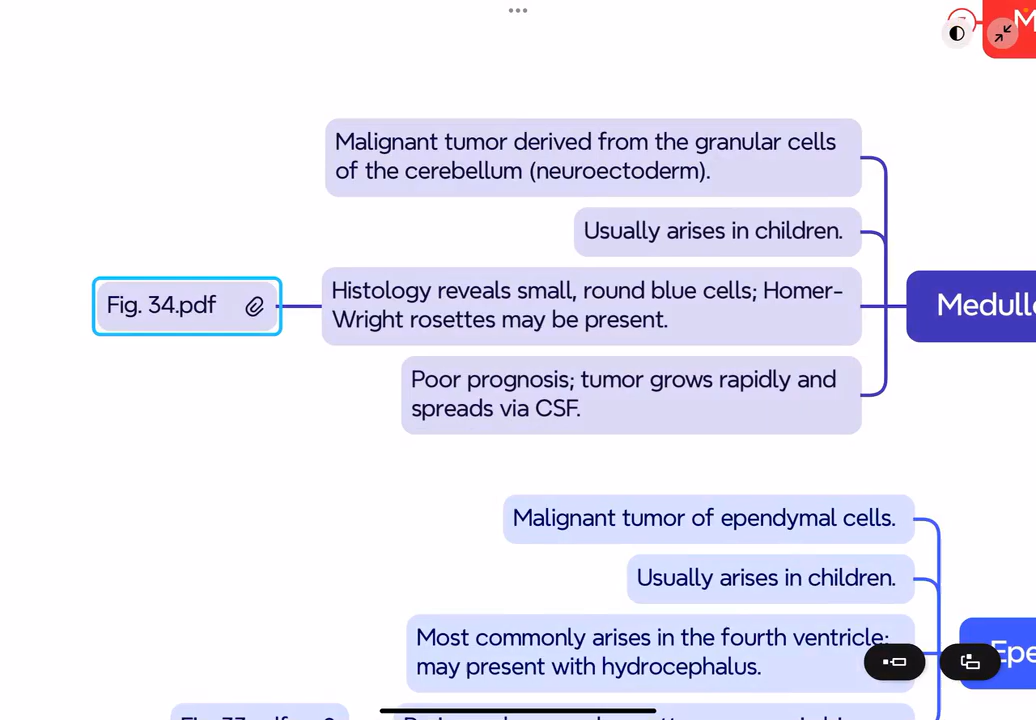 Malignant tumor derived from the granular cells
of the cerebellum (neuroectoderm).
Usually arises in children.
Fig. 34.pdf
Histology reveals small, round blue cells; Homer-
Wright rosettes may be present.
Poor prognosis; tumor grows rapidly and
spreads via CSF.
Medull
Malignant tumor of ependymal cells.
Usually arises in children.
Most commonly arises in the fourth ventricle;
may present with hydrocephalus.
Epe